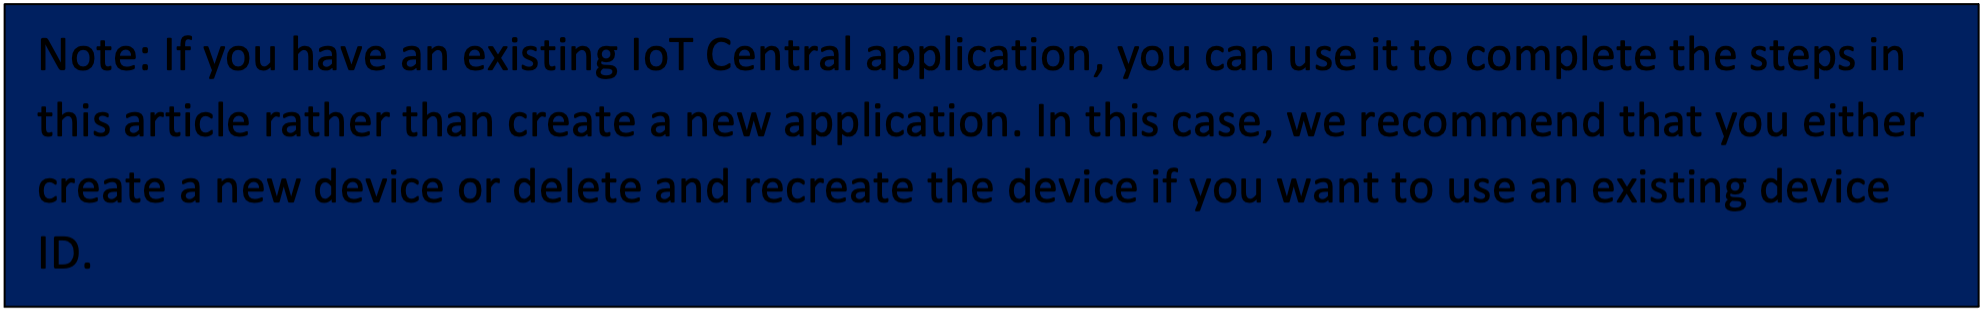 Note: If you have an existing IoT Central application, you can use it to complete the steps in
this article rather than create a new application. In this case, we recommend that you either
create a new device or delete and recreate the device if you want to use an existing device
ID.